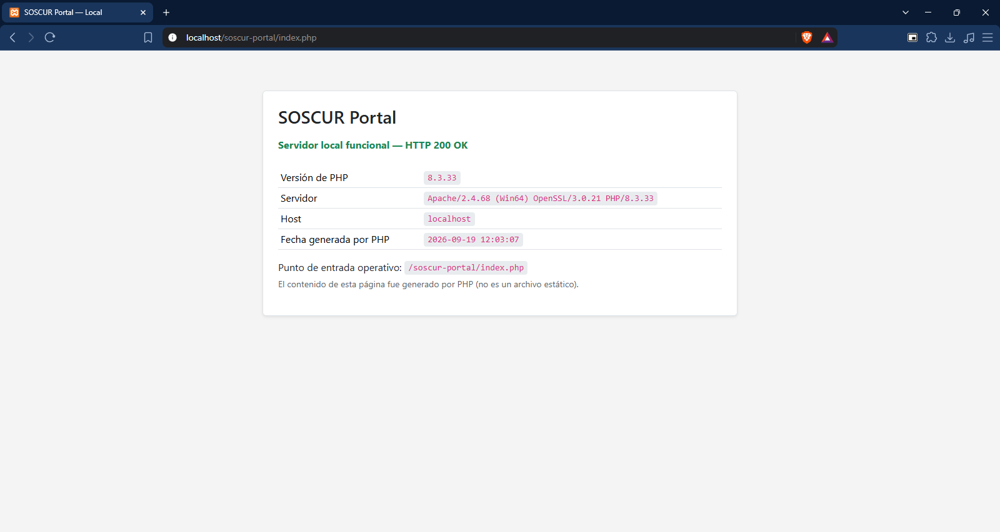 SOSCUR Portal — Local
localhost/soscur-portal/index.php
SOSCUR Portal
Servidor local funcional — HTTP 200 OK
Versión de PHP 8.3.33
Servidor Apache/2.4.68 (Win64) OpenSSL/3.0.21 PHP/8.3.33
Host localhost
Fecha generada por PHP 2026-09-19 12:03:07
Punto de entrada operativo: /soscur-portal/index.php
El contenido de esta página fue generado por PHP (no es un archivo estático).